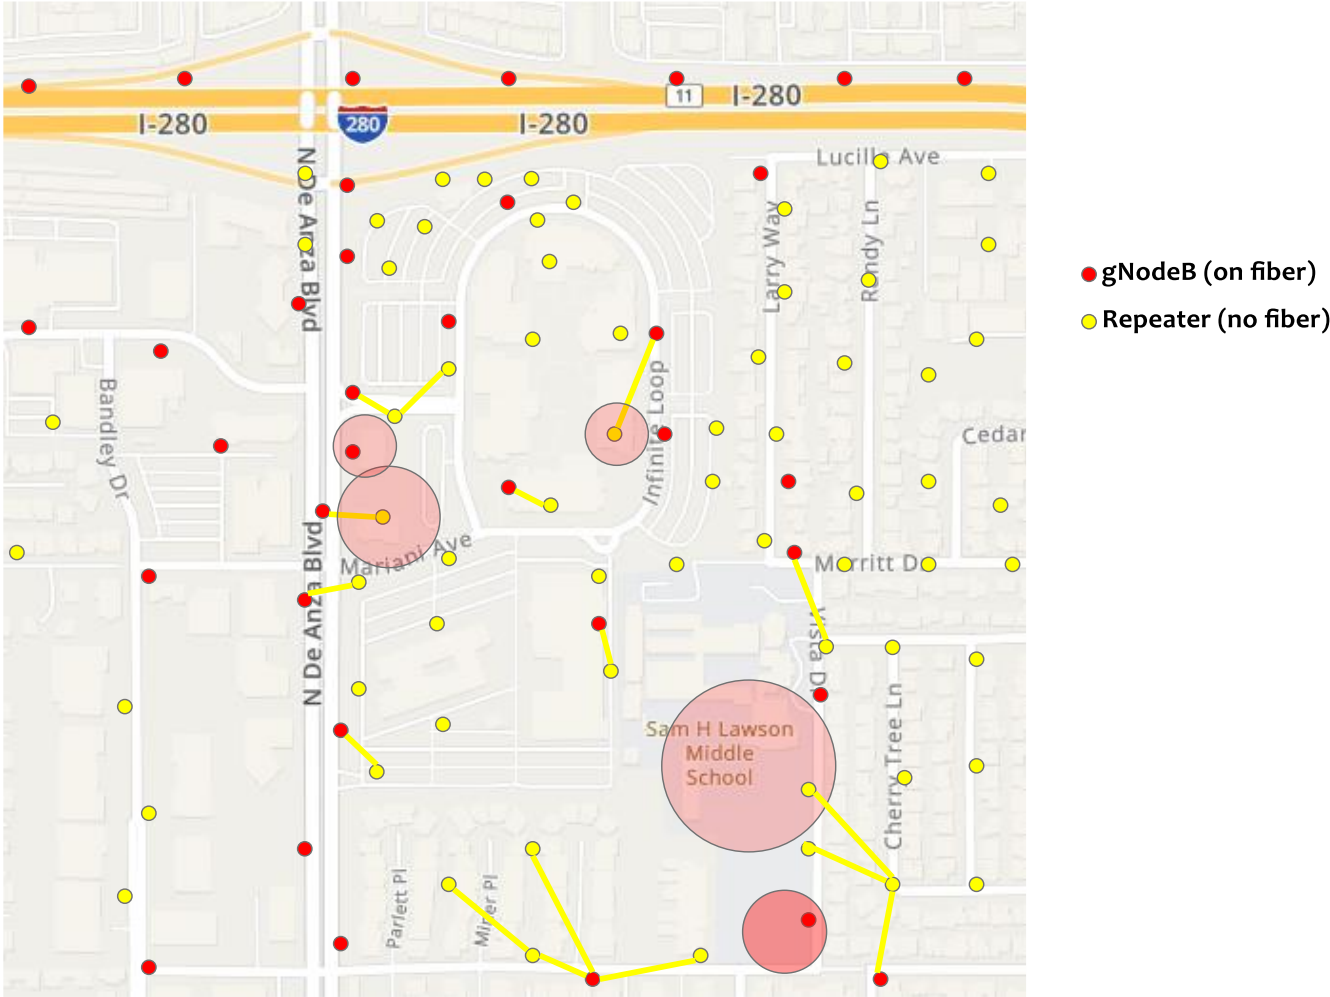 11
I-280
I-280
280
I-280
Lucille Ave
N De Anza Blvd
Larry Way
Randy Ln
gNodeB (on fiber)
Repeater (no fiber)
Bandley Dr
Infinite Loop
Cedar
Mariani Ave
Merritt Dr
N De Anza Blvd
Vista Dr
Sam H Lawson
Middle
School
Cherry Tree Ln
Parlett Pl
Miner Pl